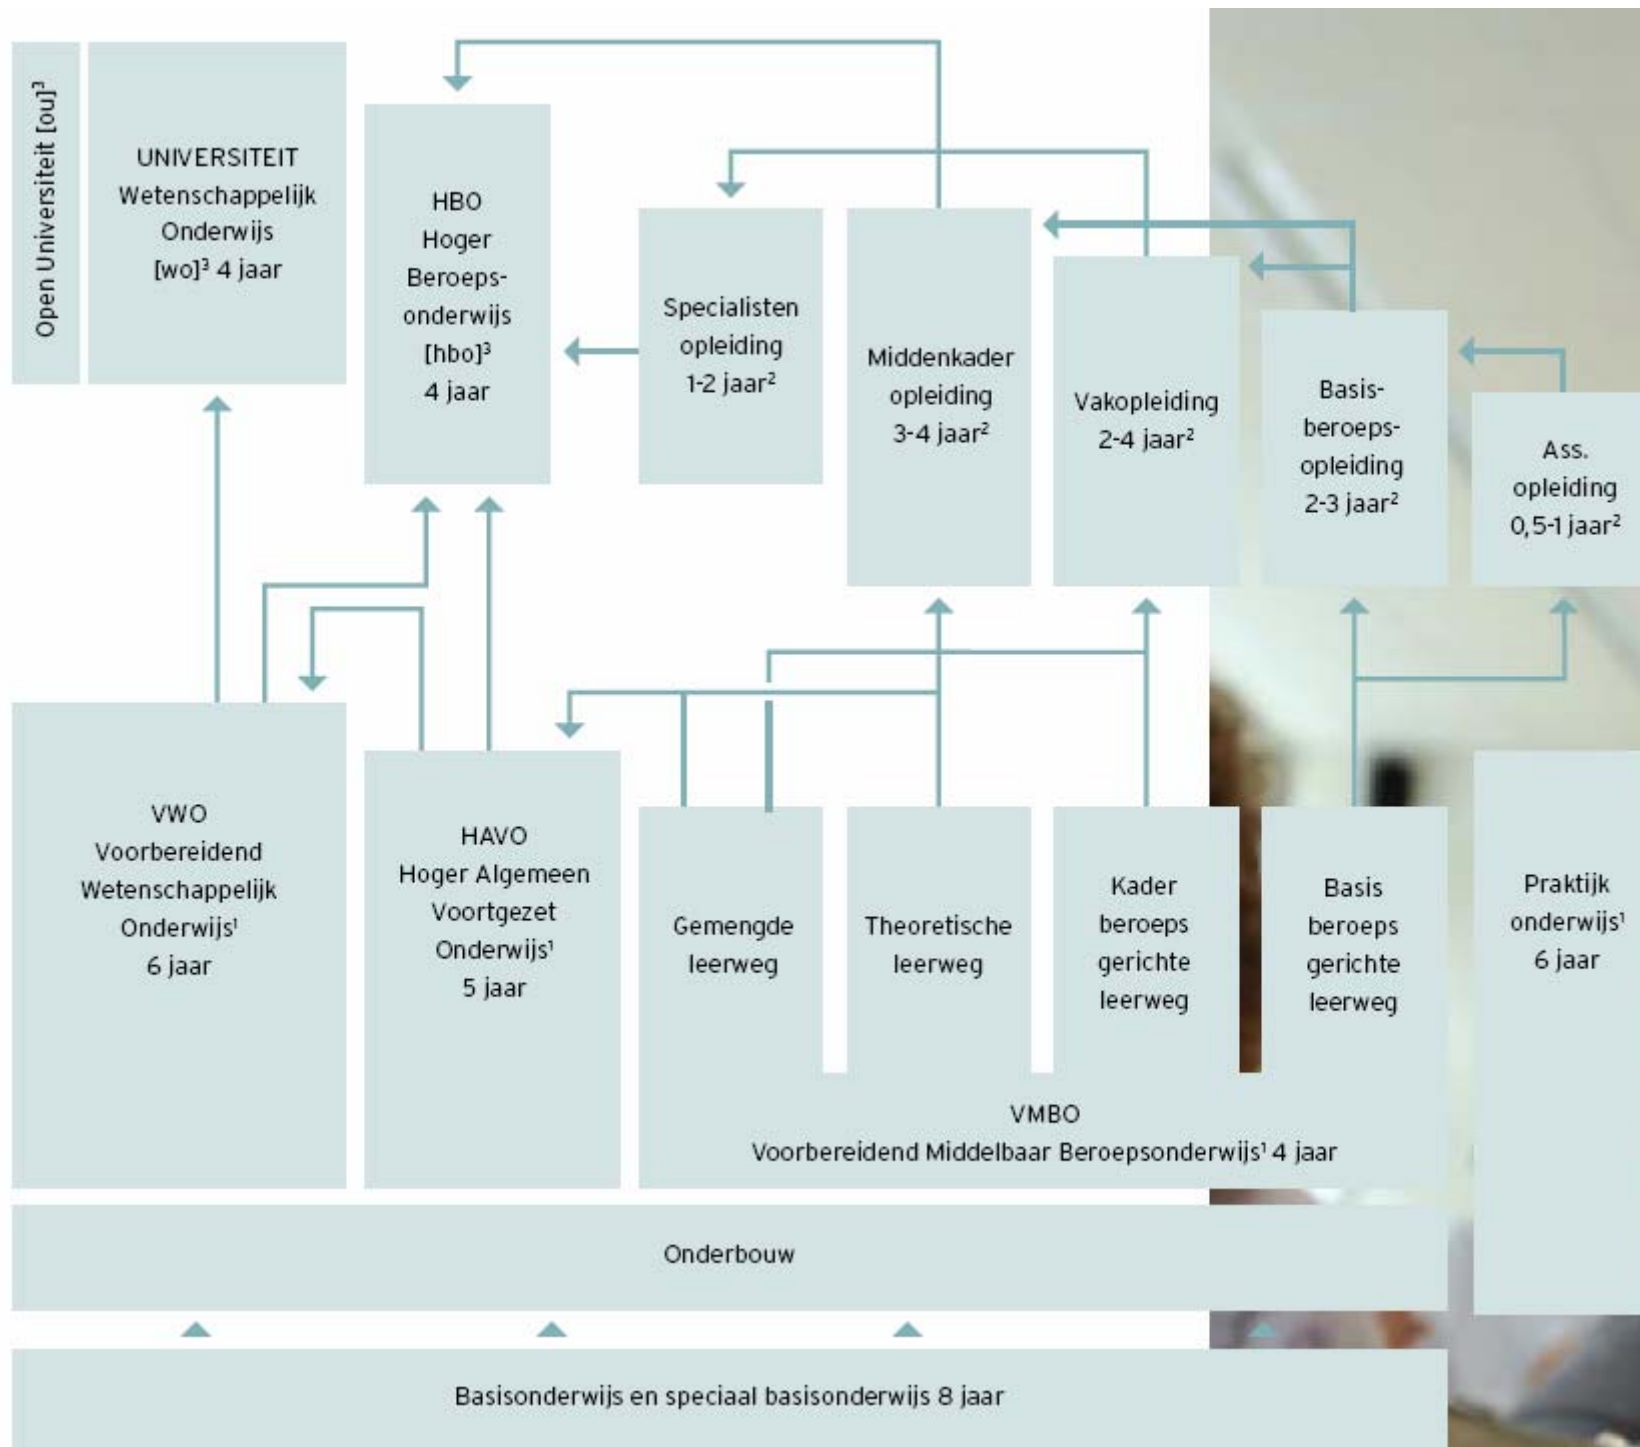 Open Universiteit [ou]³
UNIVERSITEIT
Wetenschappelijk
Onderwijs
[wo]³ 4 jaar
HBO
Hoger
Beroeps-
onderwijs
[hbo]³
4 jaar
Specialisten
opleiding
1-2 jaar²
Middenkader
opleiding
3-4 jaar²
Vakopleiding
2-4 jaar²
Basis-
beroeps-
opleiding
2-3 jaar²
Ass.
opleiding
0,5-1 jaar²
VWO
Voorbereidend
Wetenschappelijk
Onderwijs¹
6 jaar
HAVO
Hoger Algemeen
Voortgezet
Onderwijs¹
5 jaar
Gemengde
leerweg
Theoretische
leerweg
Kader
beroeps
gerichte
leerweg
Basis
beroeps
gerichte
leerweg
Praktijk
onderwijs¹
6 jaar
VMBO
Voorbereidend Middelbaar Beroepsonderwijs¹ 4 jaar
Onderbouw
Basisonderwijs en speciaal basisonderwijs 8 jaar